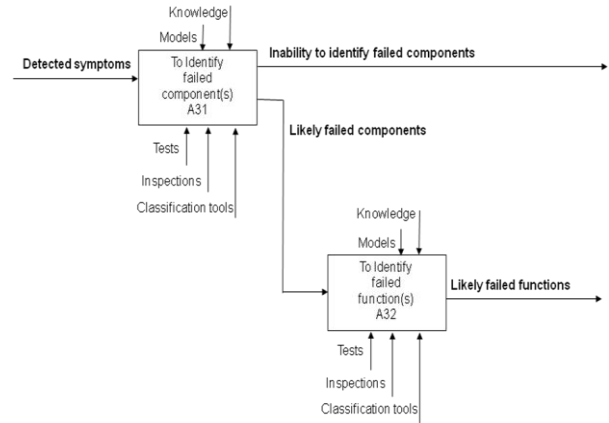 Knowledge
Models
Detected symptoms
To Identify
failed
component(s)
A31
Inability to identify failed components
Likely failed components
Tests
Inspections
Classification tools
Knowledge
Models
To Identify
failed
function(s)
A32
Likely failed functions
Tests
Inspections
Classification tools